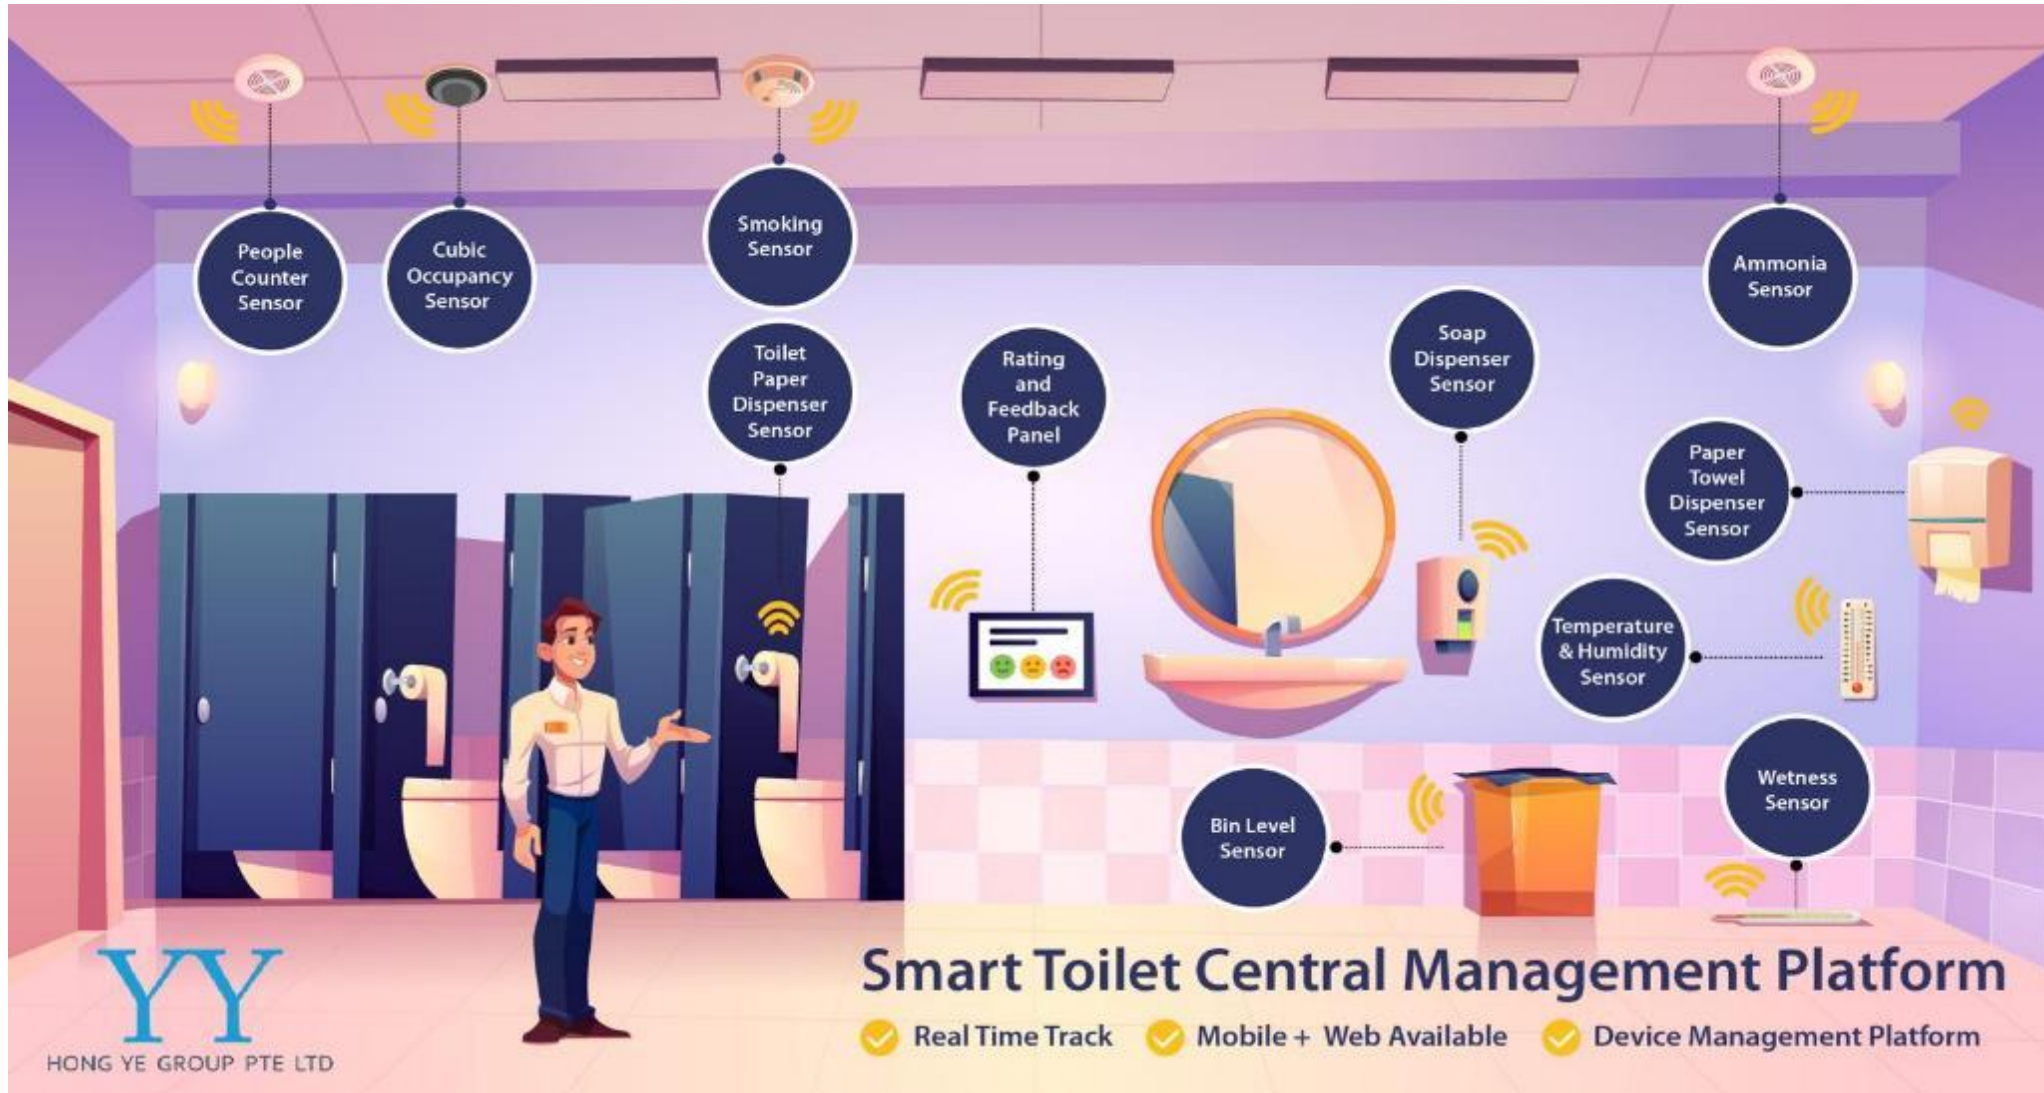 People
Counter
Sensor
Cubic
Occupancy
Sensor
Smoking
Sensor
Ammonia
Sensor
Toilet
Paper
Dispenser
Sensor
Rating
and
Feedback
Panel
Soap
Dispenser
Sensor
Paper
Towel
Dispenser
Sensor
Temperature
& Humidity
Sensor
Wetness
Sensor
Bin Level
Sensor
YY
HONG YE GROUP PTE LTD
Smart Toilet Central Management Platform
Real Time Track
Mobile + Web Available
Device Management Platform